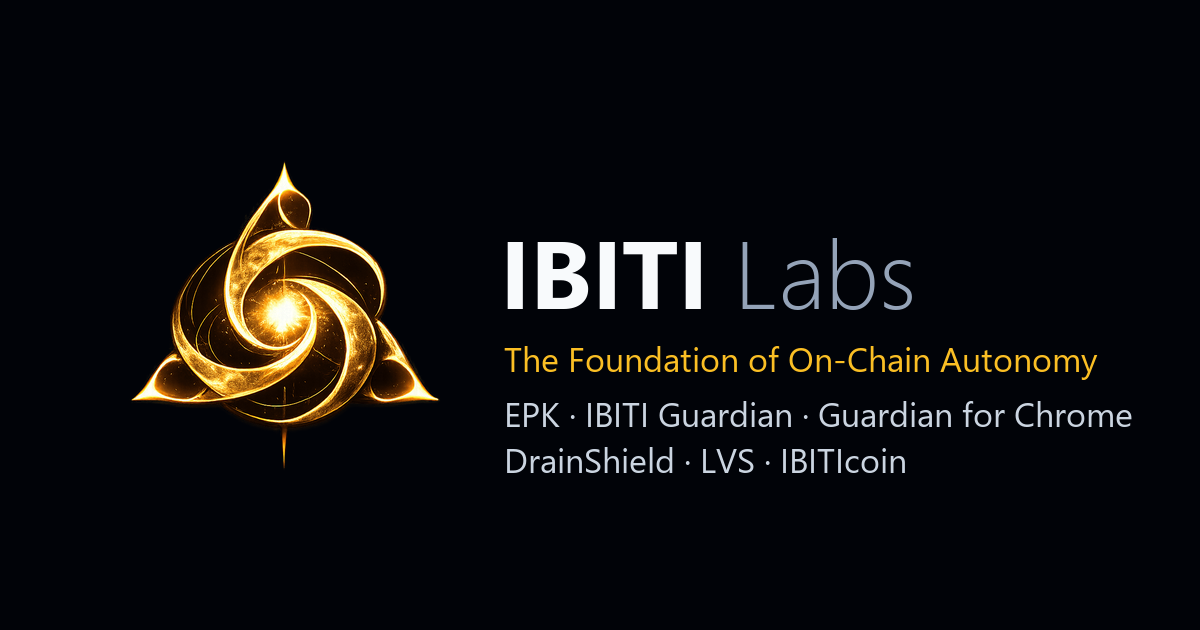 IBITI Labs
The Foundation of On-Chain Autonomy
EPK · IBITI Guardian · Guardian for Chrome
DrainShield · LVS · IBITIcoin